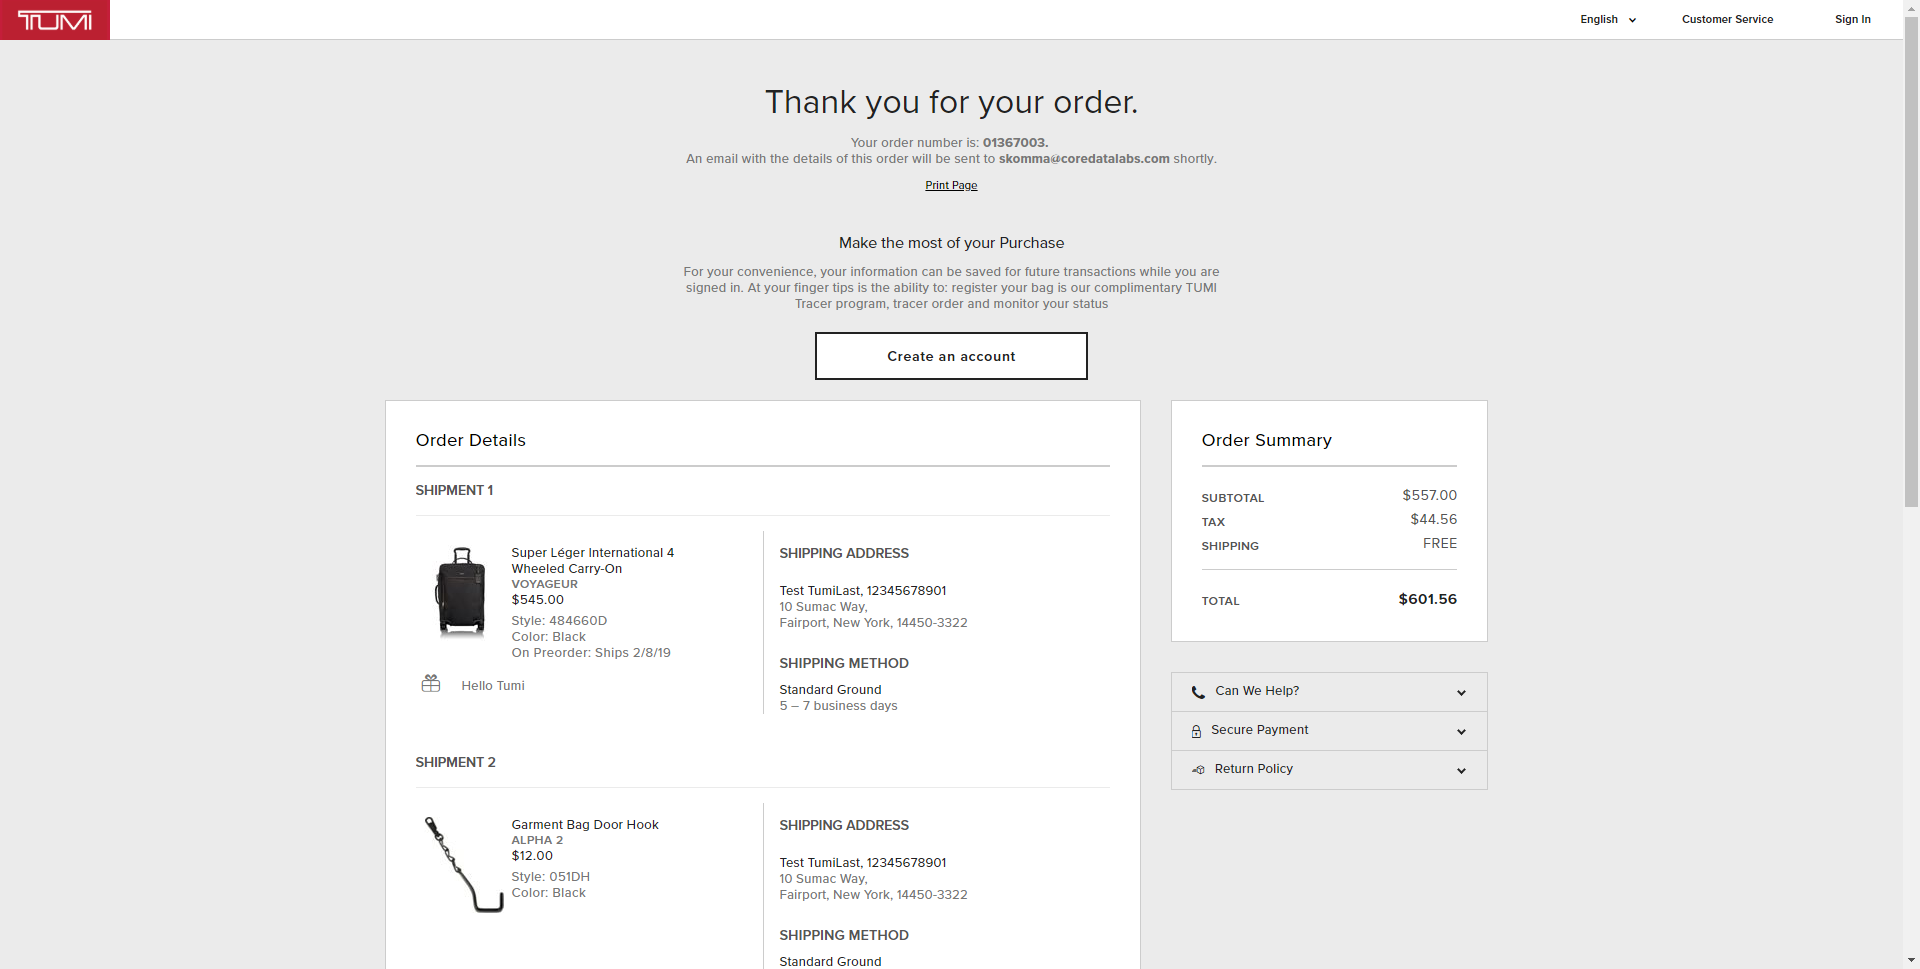 TUMI
English
Customer Service
Sign In
Thank you for your order.
Your order number is: 01367003.
An email with the details of this order will be sent to skomma@coredatalabs.com shortly.
Print Page
Make the most of your Purchase
For your convenience, your information can be saved for future transactions while you are
signed in. At your finger tips is the ability to: register your bag is our complimentary TUMI
Tracer program, tracer order and monitor your status
Create an account
Order Details
SHIPMENT 1
Super Léger International 4
Wheeled Carry-On
VOYAGEUR
$545.00
Style: 484660D
Color: Black
On Preorder: Ships 2/8/19
Hello Tumi
SHIPPING ADDRESS
Test TumiLast, 12345678901
10 Sumac Way,
Fairport, New York, 14450-3322
SHIPPING METHOD
Standard Ground
5 – 7 business days
SHIPMENT 2
Garment Bag Door Hook
ALPHA 2
$12.00
Style: 051DH
Color: Black
SHIPPING ADDRESS
Test TumiLast, 12345678901
10 Sumac Way,
Fairport, New York, 14450-3322
SHIPPING METHOD
Standard Ground
Order Summary
SUBTOTAL $557.00
TAX $44.56
SHIPPING FREE
TOTAL $601.56
Can We Help?
Secure Payment
Return Policy